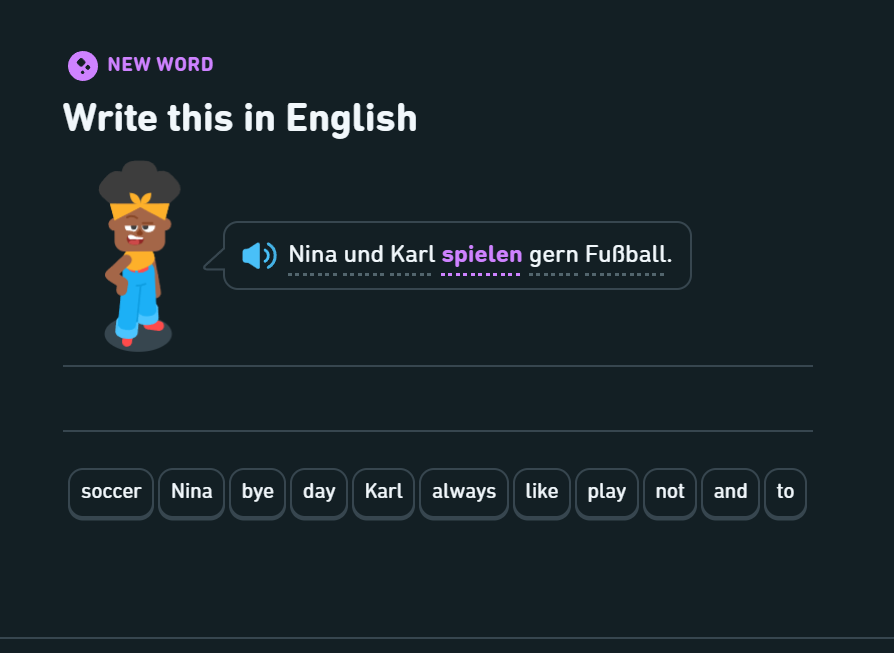 NEW WORD
Write this in English
Nina und Karl spielen gern Fußball.
soccer Nina bye day Karl always like play not and to